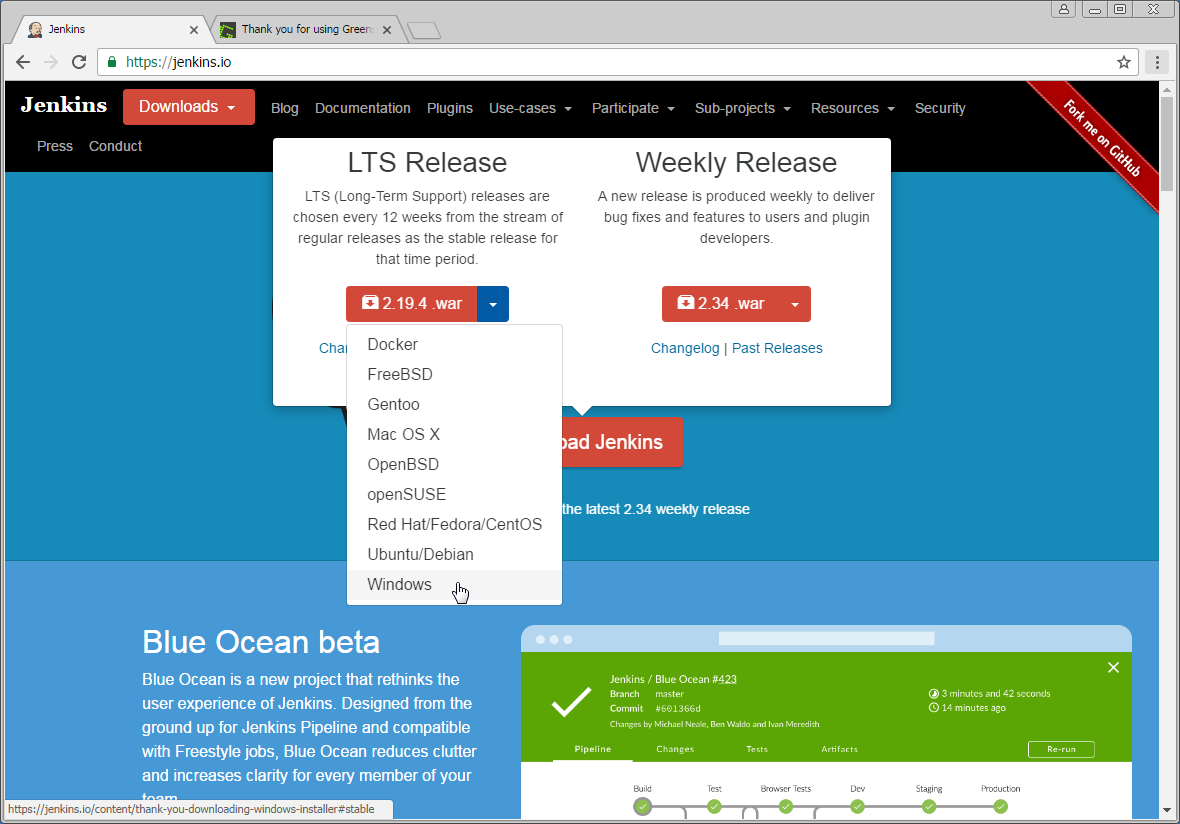 Jenkins
Thank you for using Greens
https://jenkins.io
Jenkins
Downloads
Blog
Documentation
Plugins
Use-cases
Participate
Sub-projects
Resources
Security
Press
Conduct
Fork me on GitHub
LTS Release
LTS (Long-Term Support) releases are
chosen every 12 weeks from the stream of
regular releases as the stable release for
that time period.
2.19.4 .war
Chan
Docker
FreeBSD
Gentoo
Mac OS X
OpenBSD
openSUSE
Red Hat/Fedora/CentOS
Ubuntu/Debian
Windows
Weekly Release
A new release is produced weekly to deliver
bug fixes and features to users and plugin
developers.
2.34 .war
Changelog | Past Releases
oad Jenkins
the latest 2.34 weekly release
Blue Ocean beta
Blue Ocean is a new project that rethinks the
user experience of Jenkins. Designed from the
ground up for Jenkins Pipeline and compatible
with Freestyle jobs, Blue Ocean reduces clutter
and increases clarity for every member of your
team.
Jenkins / Blue Ocean #423
Branch master
Commit #601366d
Changes by Michael Neale, Ben Waldo and Ivan Meredith
3 minutes and 42 seconds
14 minutes ago
Pipeline
Changes
Tests
Artifacts
Re-run
Build
Test
Browser Tests
Dev
Staging
Production
https://jenkins.io/content/thank-you-downloading-windows-installer#stable